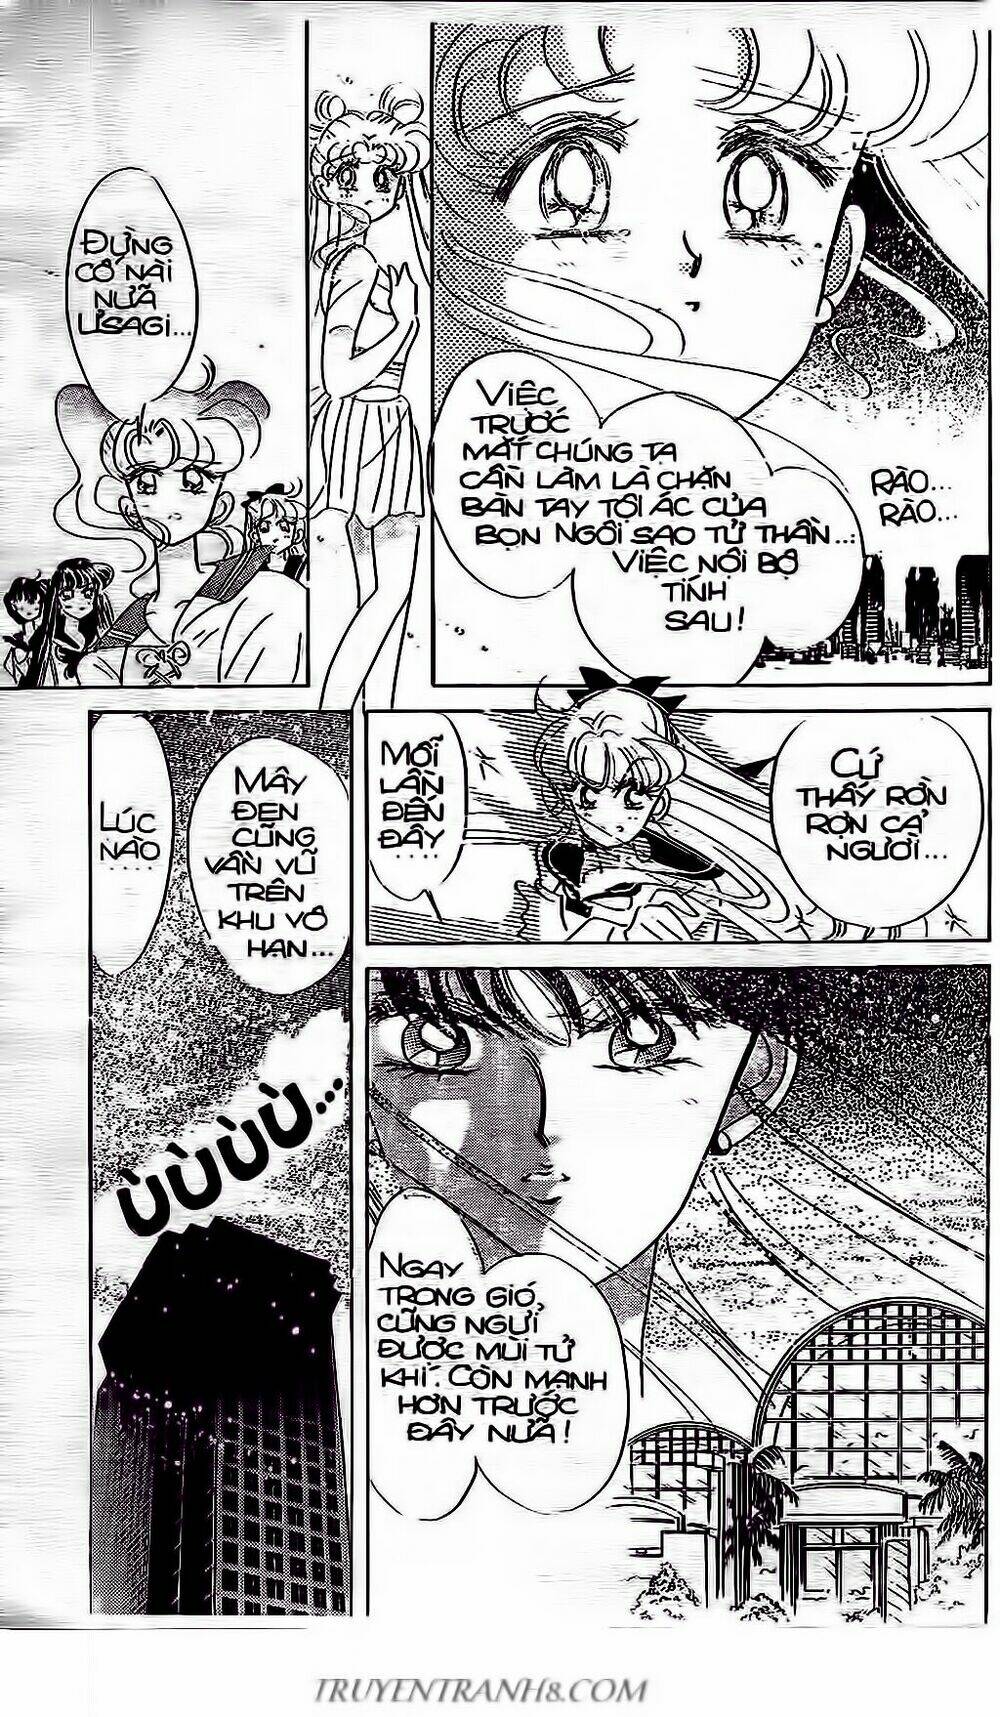 ĐỪNG
CỐ NÀI
NỮA
USAGI...
VIỆC
TRƯỚC
MẮT CHÚNG TA
CẦN LÀM LÀ CHẶN
BÀN TAY TỘI ÁC CỦA
BỌN NGÔI SAO TỬ THẦN...
VIỆC NỘI BỘ
TÍNH
SAU!
RÀO...
RÀO...
MỖI
LẦN
ĐẾN
ĐÂY
.....
CỨ
THẤY RỜN
RỢN CẢ
NGƯỜI...
LÚC
NÀO
.....
MÂY
ĐEN
CŨNG
VẦN VŨ
TRÊN
KHU VÔ
HẠN...
Ù Ù Ù Ù...
NGAY
TRONG GIÓ,
CŨNG NGỬI
ĐƯỢC MÙI TỬ
KHÍ. CÒN MẠNH
HƠN TRƯỚC
ĐÂY NỮA!
TRUYENTRANH8.COM